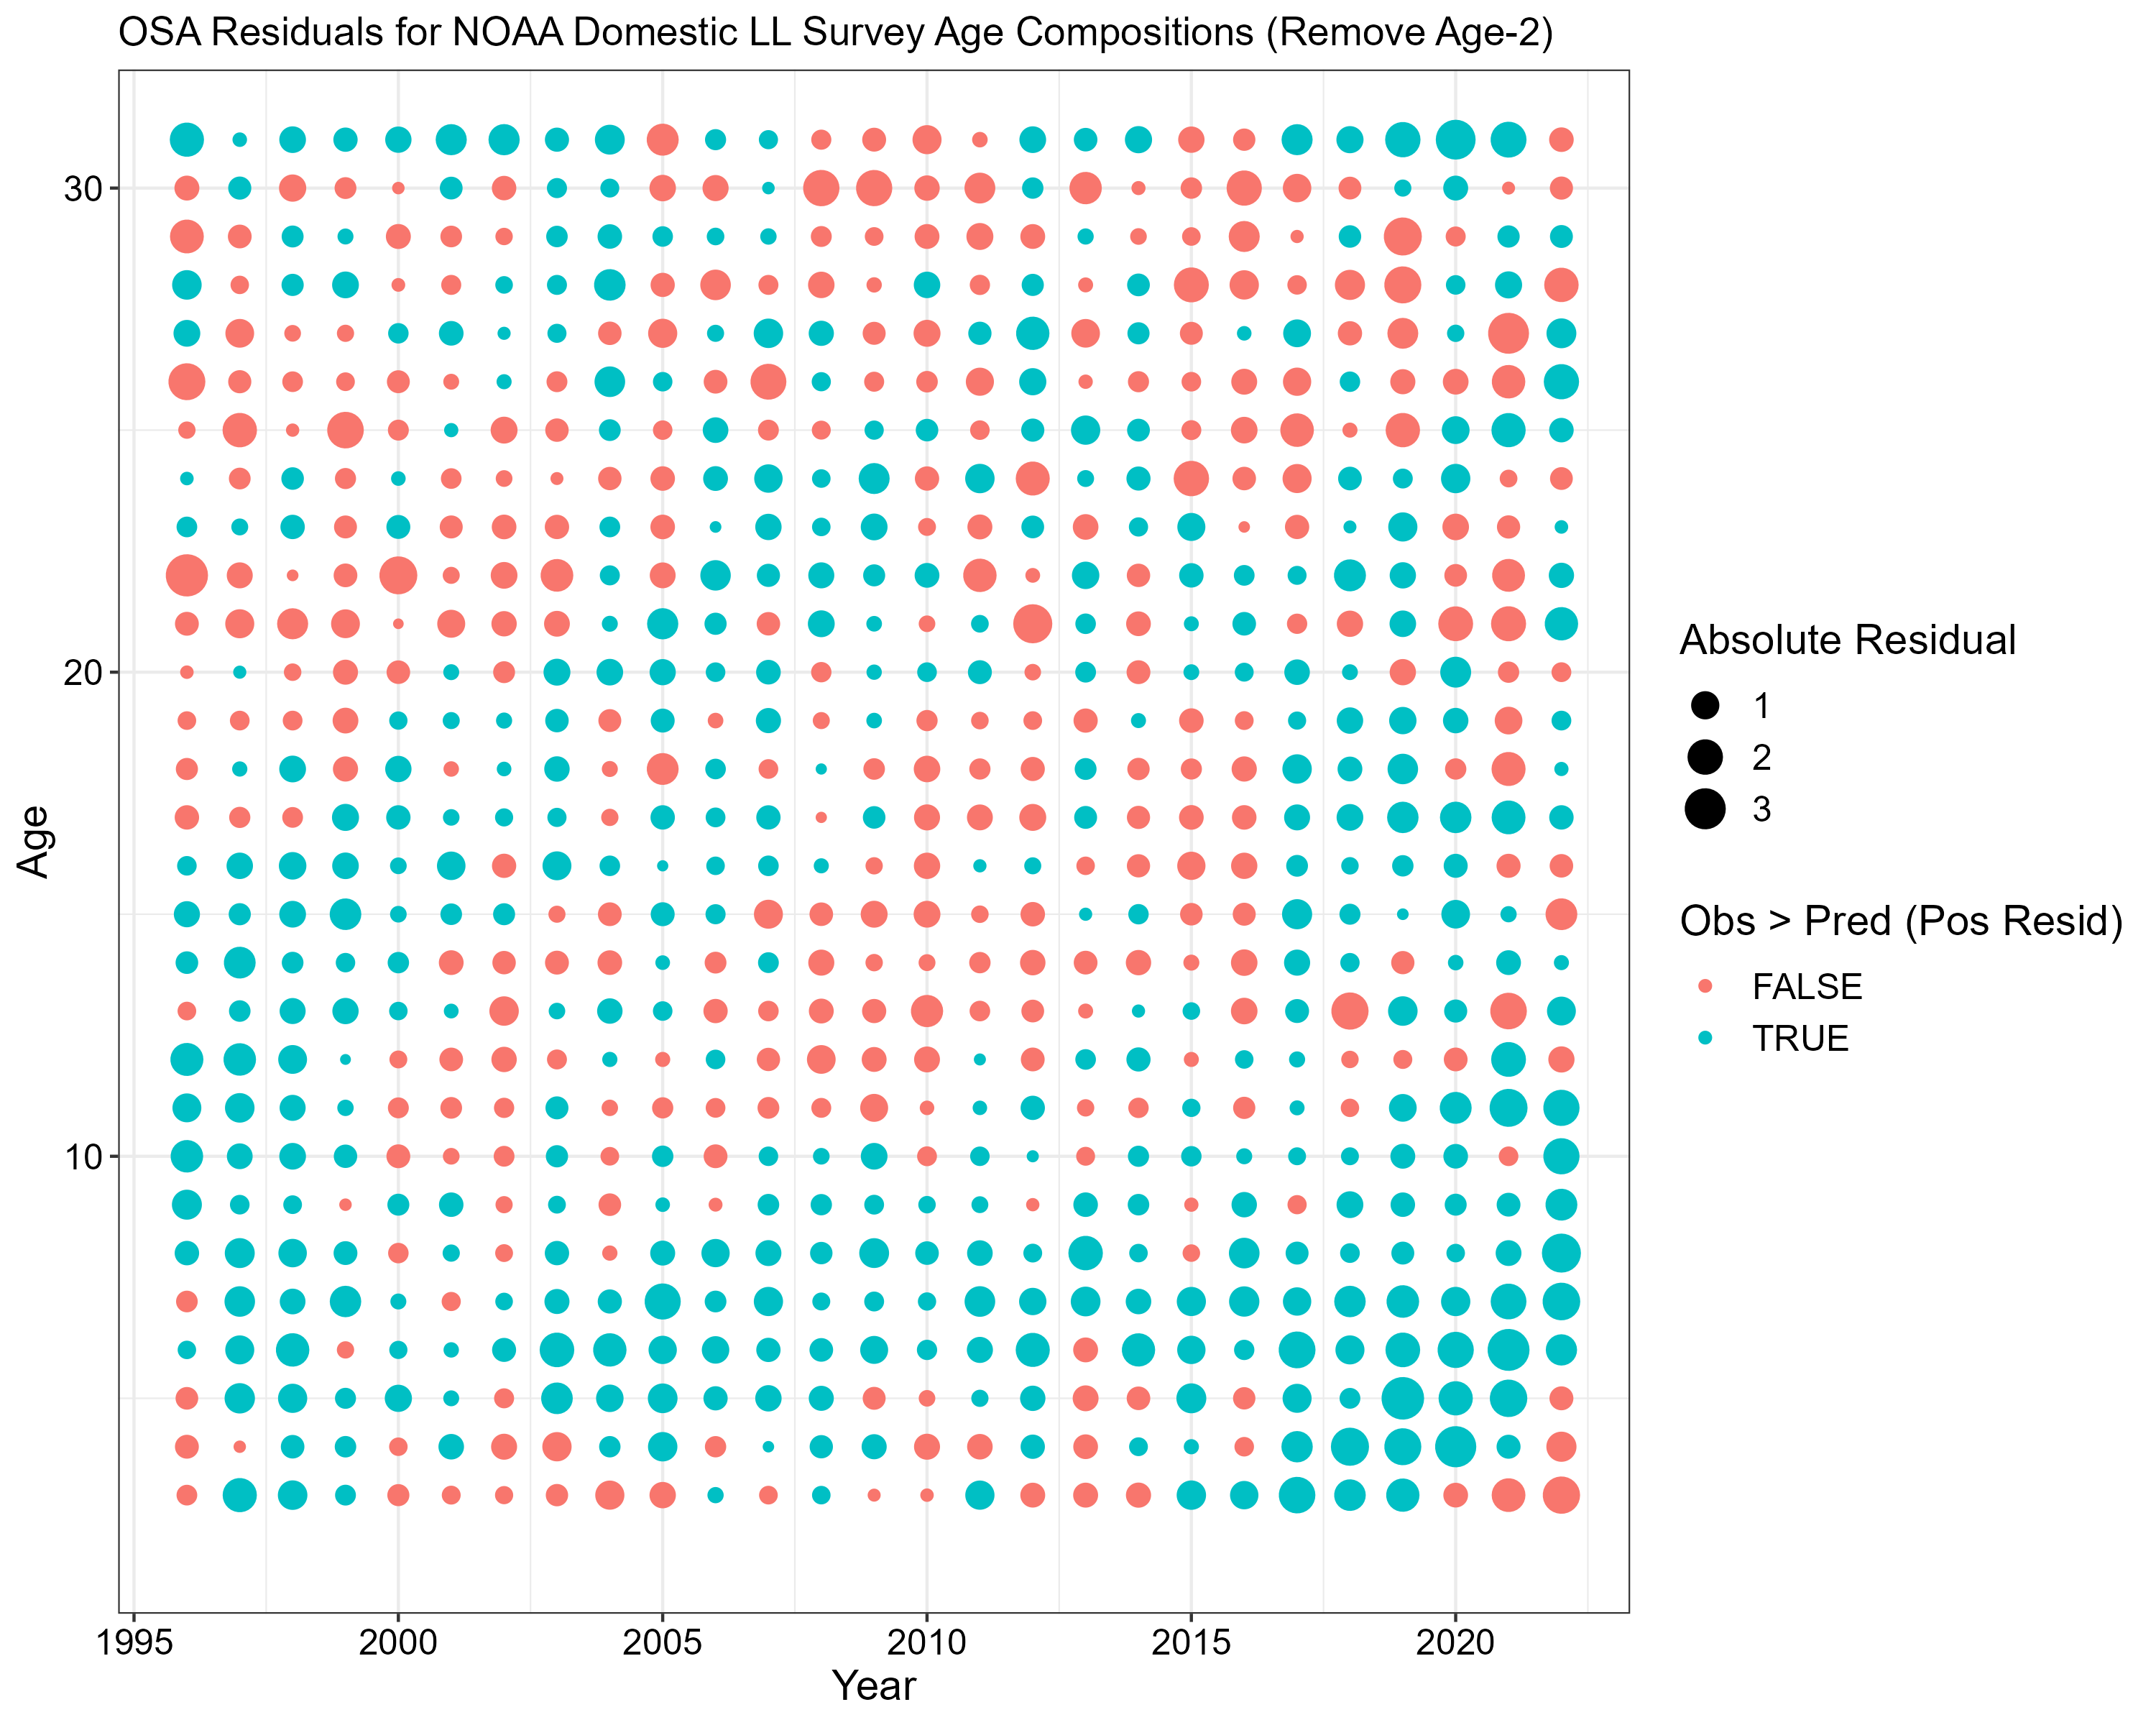 OSA Residuals for NOAA Domestic LL Survey Age Compositions (Remove Age-2)
30
20
10
Age
1995 2000 2005 2010 2015 2020
Year
Absolute Residual
1
2
3
Obs > Pred (Pos Resid)
FALSE
TRUE